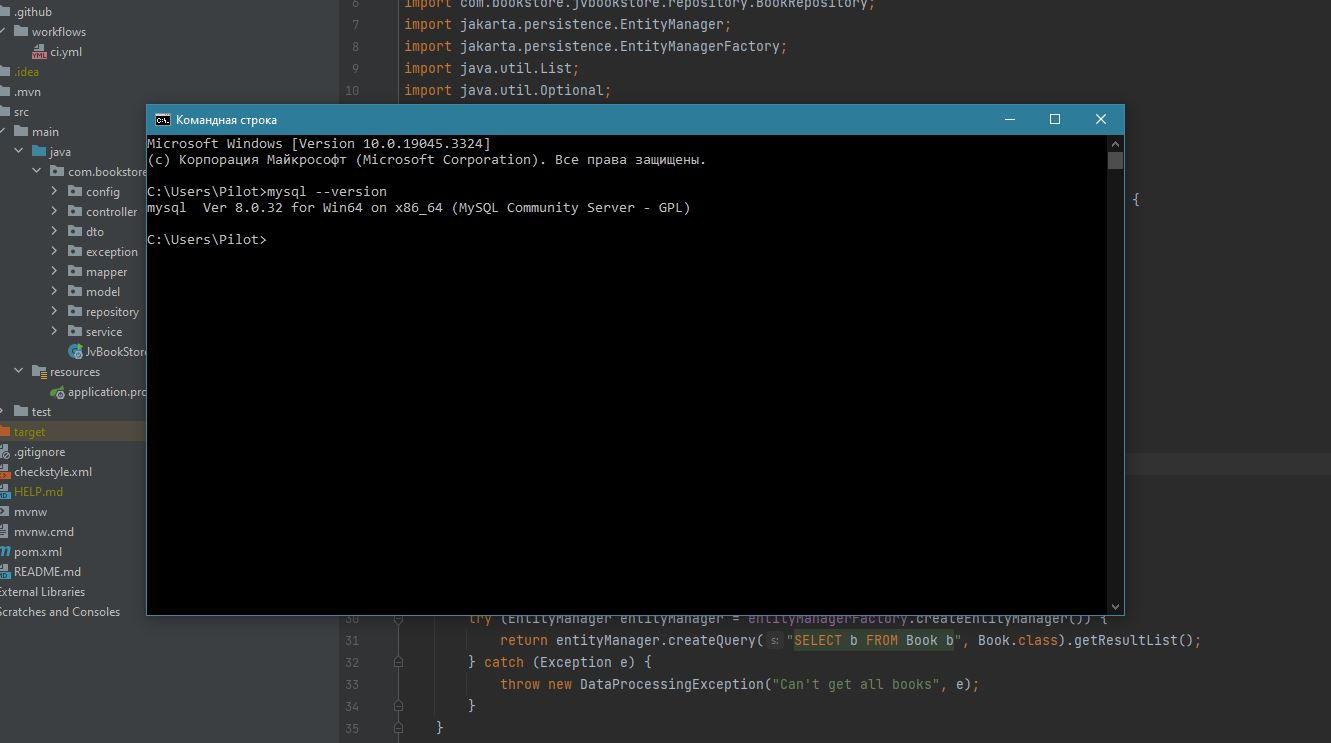 .github
workflows
ci.yml
.idea
.mvn
src
main
java
com.bookstore
config
controller
dto
exception
mapper
model
repository
service
JvBookStore
resources
application.pro
test
target
.gitignore
checkstyle.xml
HELP.md
mvnw
mvnw.cmd
pom.xml
README.md
External Libraries
Scratches and Consoles
6 import com.bookstore.jvbookstore.repository.BookRepository;
7 import jakarta.persistence.EntityManager;
8 import jakarta.persistence.EntityManagerFactory;
9 import java.util.List;
10 import java.util.Optional;
{
Командная строка
Microsoft Windows [Version 10.0.19045.3324]
(c) Корпорация Майкрософт (Microsoft Corporation). Все права защищены.
C:\Users\Pilot>mysql --version
mysql  Ver 8.0.32 for Win64 on x86_64 (MySQL Community Server - GPL)
C:\Users\Pilot>
30 try (EntityManager entityManager = entityManagerFactory.createEntityManager()) {
31 return entityManager.createQuery( s: "SELECT b FROM Book b", Book.class).getResultList();
32 } catch (Exception e) {
33 throw new DataProcessingException("Can't get all books", e);
34 }
35 }